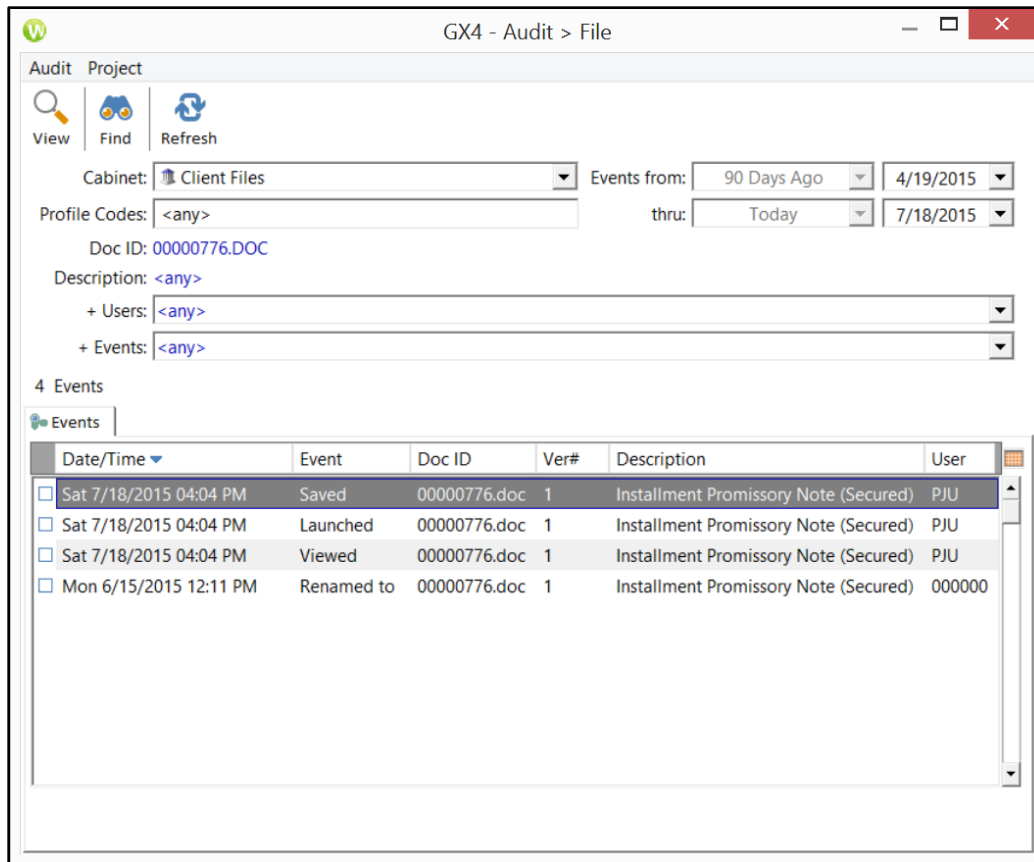 W GX4 - Audit > File
Audit Project
View Find Refresh
Cabinet: Client Files Events from: 90 Days Ago 4/19/2015
Profile Codes: <any> thru: Today 7/18/2015
Doc ID: 00000776.DOC
Description: <any>
+ Users: <any>
+ Events: <any>
4 Events
Events
Date/Time Event Doc ID Ver# Description User
Sat 7/18/2015 04:04 PM Saved 00000776.doc 1 Installment Promissory Note (Secured) PJU
Sat 7/18/2015 04:04 PM Launched 00000776.doc 1 Installment Promissory Note (Secured) PJU
Sat 7/18/2015 04:04 PM Viewed 00000776.doc 1 Installment Promissory Note (Secured) PJU
Mon 6/15/2015 12:11 PM Renamed to 00000776.doc 1 Installment Promissory Note (Secured) 000000